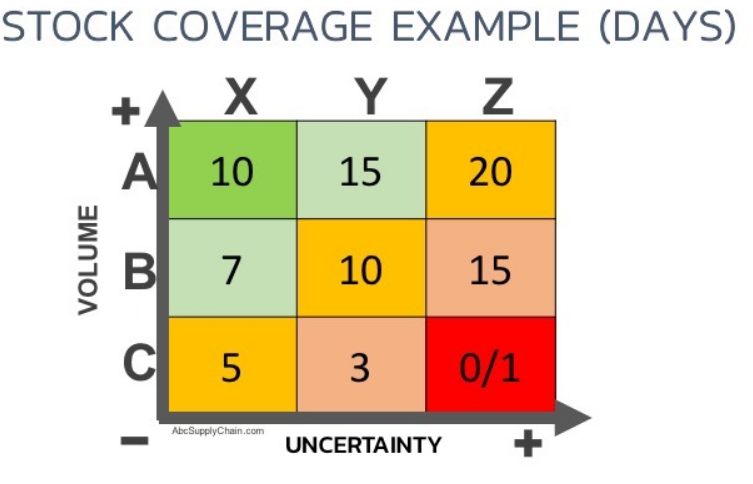 STOCK COVERAGE EXAMPLE (DAYS)
+ X Y Z
A 10 15 20
VOLUME
B 7 10 15
C 5 3 0/1
AbcSupplyChain.com
− UNCERTAINTY +